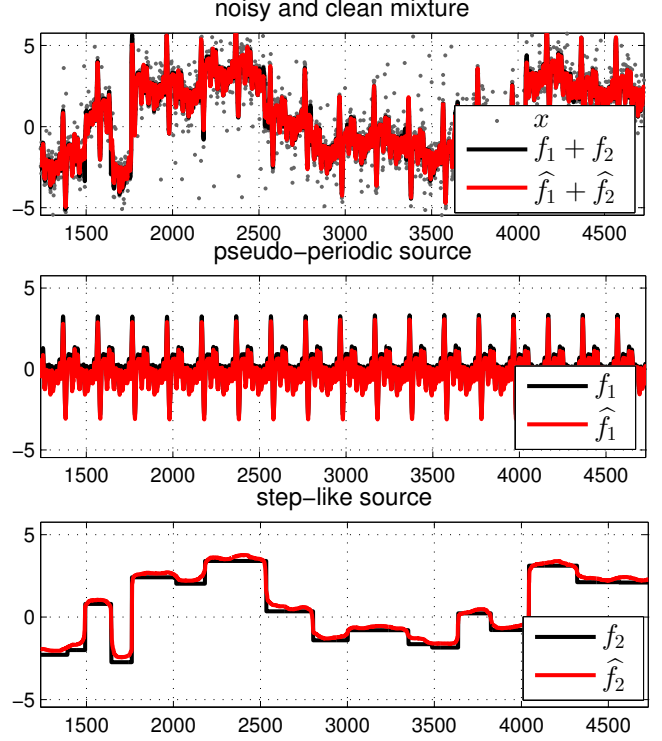 noisy and clean mixture
5
0
−5
x
f₁ + f₂
f̂₁ + f̂₂
1500 2000 2500 3000 3500 4000 4500
pseudo−periodic source
5
0
−5
f₁
f̂₁
1500 2000 2500 3000 3500 4000 4500
step−like source
5
0
−5
f₂
f̂₂
1500 2000 2500 3000 3500 4000 4500